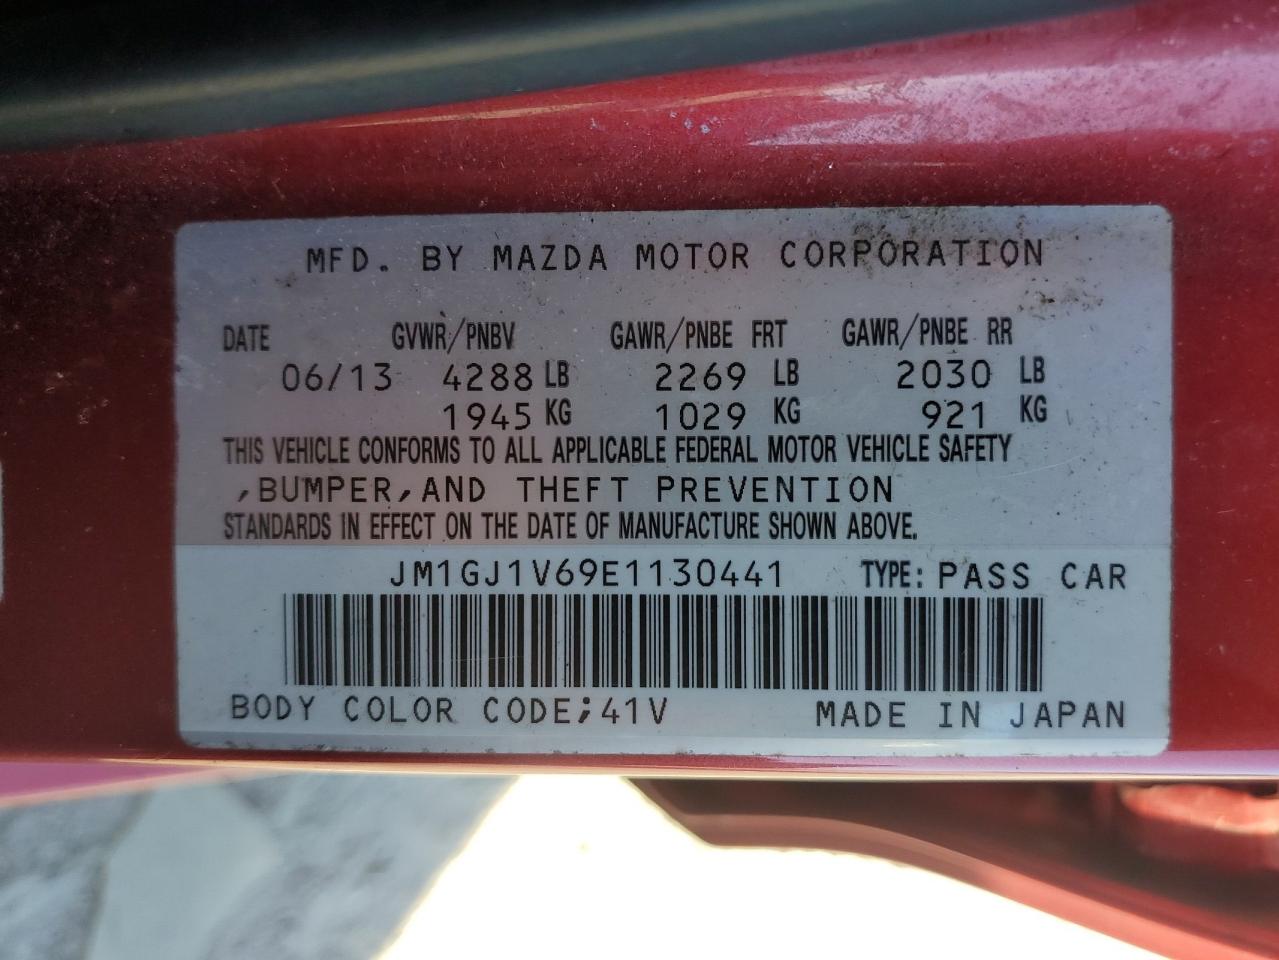 MFD. BY MAZDA MOTOR CORPORATION
DATE GVWR/PNBV GAWR/PNBE FRT GAWR/PNBE RR
06/13 4288 LB 2269 LB 2030 LB
1945 KG 1029 KG 921 KG
THIS VEHICLE CONFORMS TO ALL APPLICABLE FEDERAL MOTOR VEHICLE SAFETY
,BUMPER,AND THEFT PREVENTION
STANDARDS IN EFFECT ON THE DATE OF MANUFACTURE SHOWN ABOVE.
JM1GJ1V69E1130441 TYPE: PASS CAR
BODY COLOR CODE;41V MADE IN JAPAN